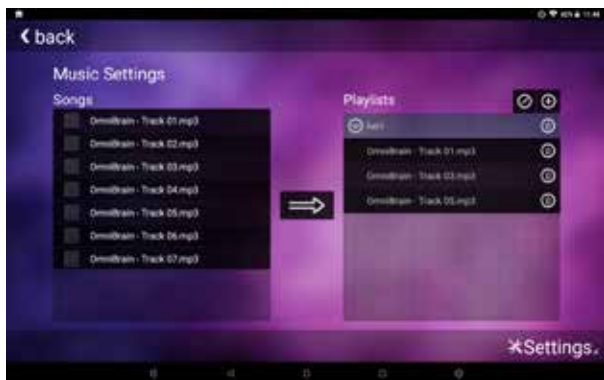 back
Music Settings
Songs
OmniBrain - Track 01.mp3
OmniBrain - Track 02.mp3
OmniBrain - Track 03.mp3
OmniBrain - Track 04.mp3
OmniBrain - Track 05.mp3
OmniBrain - Track 06.mp3
OmniBrain - Track 07.mp3
Playlists
OmniBrain - Track 01.mp3
OmniBrain - Track 03.mp3
OmniBrain - Track 05.mp3
Settings